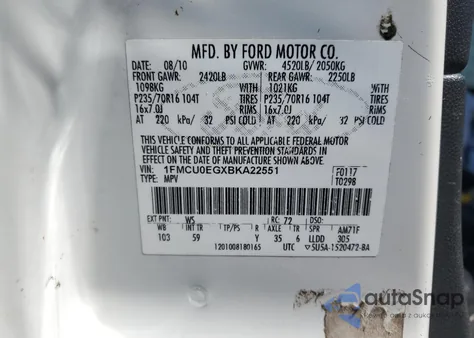 MFD. BY FORD MOTOR CO.
DATE: 08/10 GVWR: 4520LB/ 2050KG
FRONT GAWR: 2420LB REAR GAWR: 2250LB
1098KG WITH 1021KG WITH
P235/70R16 104T TIRES P235/70R16 104T TIRES
16x7.0J RIMS 16x7.0J RIMS
AT 220 kPa/ 32 PSI COLD AT 220 kPa/ 32 PSI COLD
THIS VEHICLE CONFORMS TO ALL APPLICABLE FEDERAL MOTOR
VEHICLE SAFETY AND THEFT PREVENTION STANDARDS IN EFFECT ON
THE DATE OF MANUFACTURE SHOWN ABOVE.
VIN: 1FMCU0EGXBKA22551 F0117
TYPE: MPV T0298
EXT PNT: WS RC: 72 DSO:
WB INT TR TP/PS R AXLE TR SPR AM71F
103 59 Y 35 6 LLDD 305
1201008180165 UTC ▽5U5A-1520472-BA
autaSnap